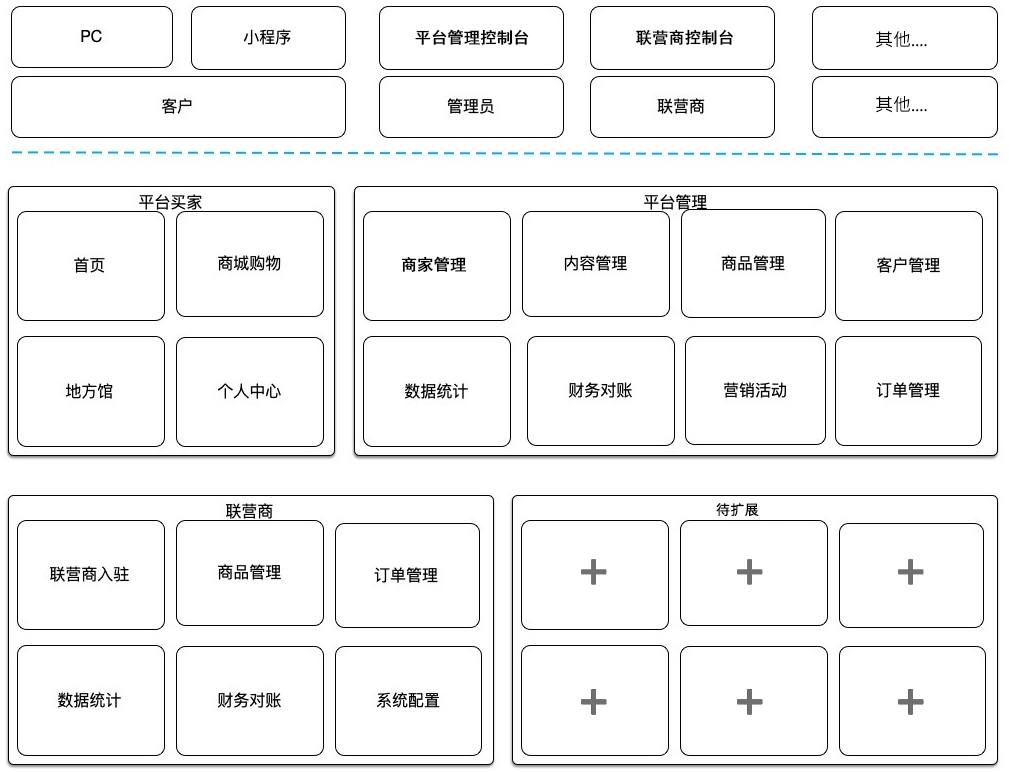 PC
小程序
平台管理控制台
联营商控制台
其他....
客户
管理员
联营商
其他....
平台买家
首页
商城购物
地方馆
个人中心
平台管理
商家管理
内容管理
商品管理
客户管理
数据统计
财务对账
营销活动
订单管理
联营商
联营商入驻
商品管理
订单管理
数据统计
财务对账
系统配置
待扩展